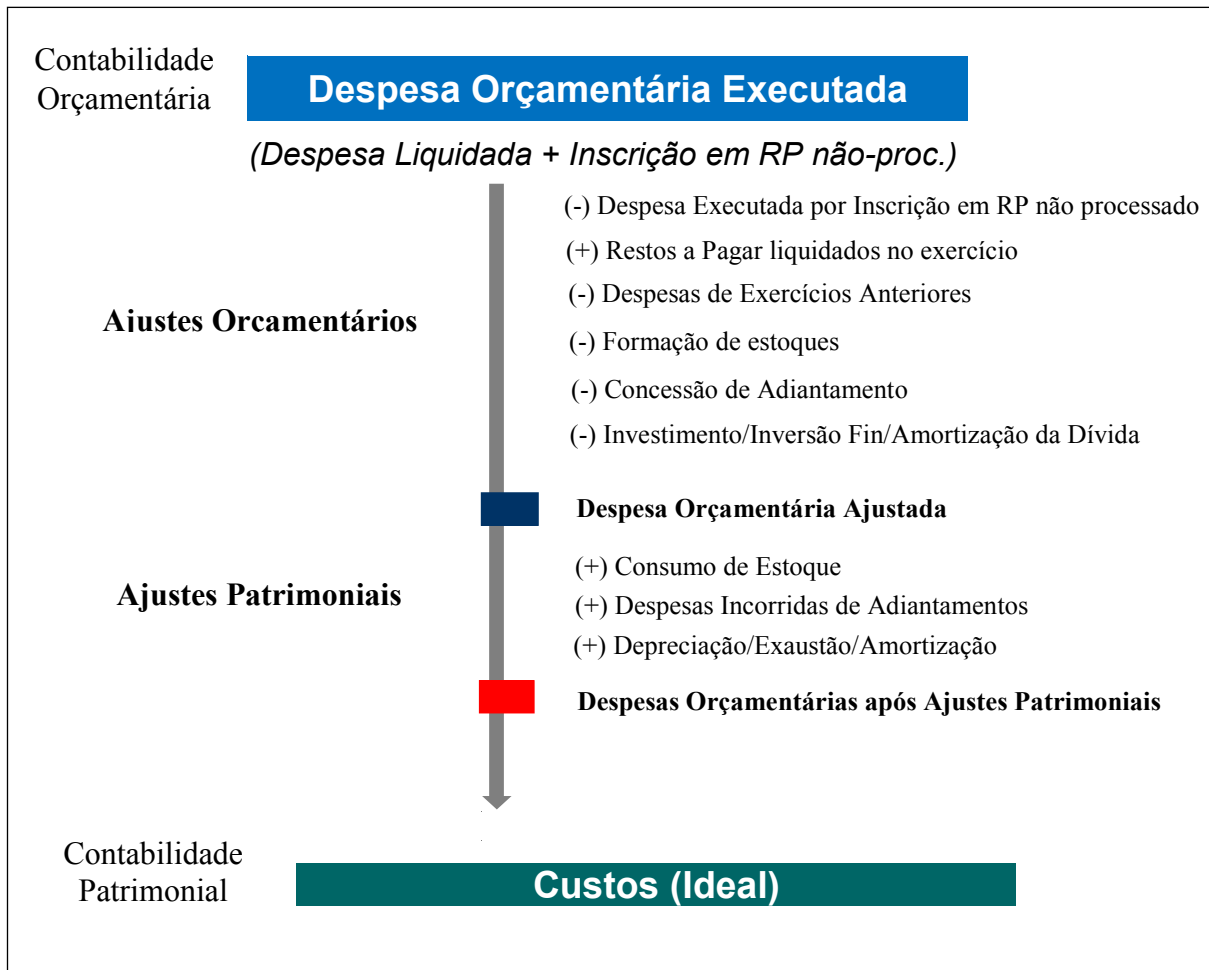 Contabilidade
Orçamentária
Despesa Orçamentária Executada
(Despesa Liquidada + Inscrição em RP não-proc.)
(-) Despesa Executada por Inscrição em RP não processado
(+) Restos a Pagar liquidados no exercício
(-) Despesas de Exercícios Anteriores
Ajustes Orcamentários
(-) Formação de estoques
(-) Concessão de Adiantamento
(-) Investimento/Inversão Fin/Amortização da Dívida
Despesa Orçamentária Ajustada
(+) Consumo de Estoque
Ajustes Patrimoniais
(+) Despesas Incorridas de Adiantamentos
(+) Depreciação/Exaustão/Amortização
Despesas Orçamentárias após Ajustes Patrimoniais
Contabilidade
Patrimonial
Custos (Ideal)